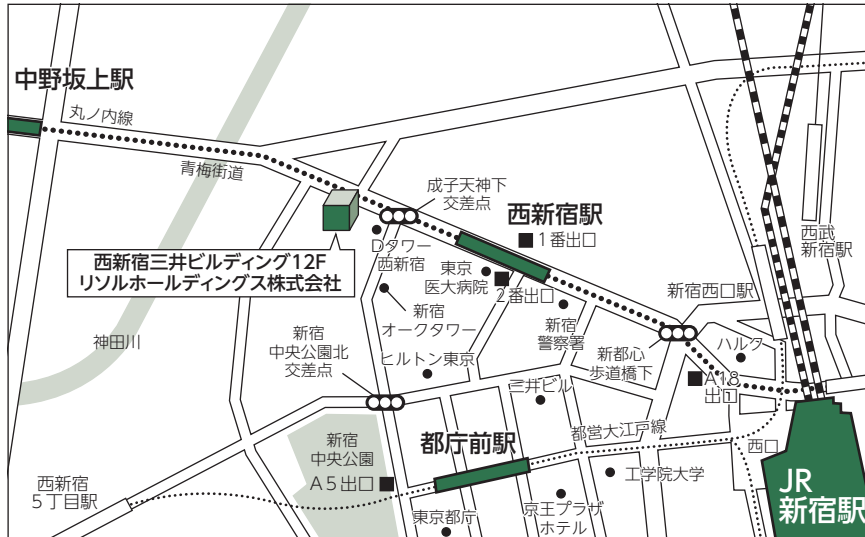 中野坂上駅
丸ノ内線
青梅街道
成子天神下
交差点
西新宿駅
1番出口
西武
新宿駅
Dタワー
西新宿
西新宿三井ビルディング12F
リソルホールディングス株式会社
東京
医大病院
2番出口
新宿西口駅
新宿
オークタワー
新宿
警察署
神田川
新宿
中央公園北
交差点
ヒルトン東京
新都心
歩道橋下
ハルク
三井ビル
A18
出口
都営大江戸線
新宿
中央公園
都庁前駅
西口
A5出口
工学院大学
JR
新宿駅
西新宿
5丁目駅
東京都庁
京王プラザ
ホテル